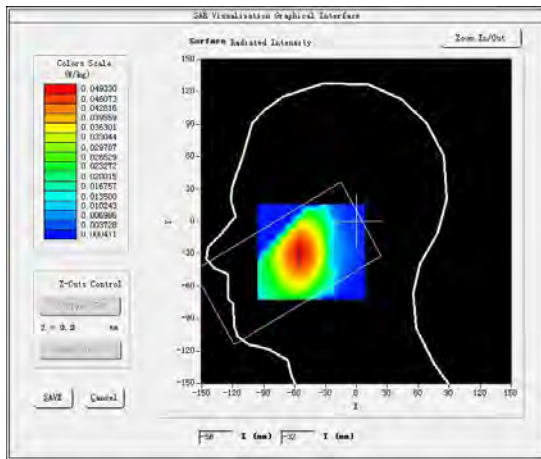 SAR Visualisation Graphical Interface
Surface Radiated Intensity
Zoom In/Out
Colors Scale
(W/kg)
0.049330
0.046073
0.042816
0.039559
0.036301
0.033044
0.029787
0.026529
0.023272
0.020015
0.016757
0.013500
0.010243
0.006986
0.003728
0.000471
150
120
90
60
30
0
-30
-60
-90
-120
-150
Y
-150 -120 -90 -60 -30 0 30 60 90 120 150
X
Z-Cuts Control
mm
SAVE
Cancel
-56 X (mm) -32 Y (mm)